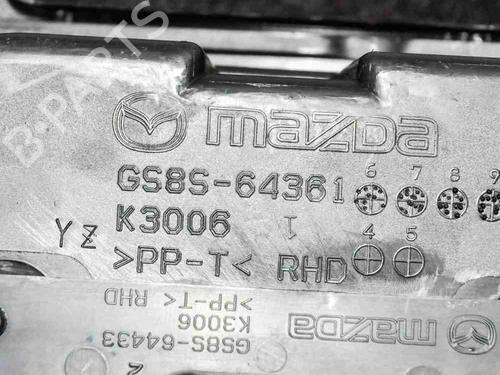 B-PARTS
mazda
GS8S-64361 6 7 8 9
K3006 1 4 5
YZ >PP-T< RHD
GS8S-64433 mazda
K3006
>PP-T< RHD